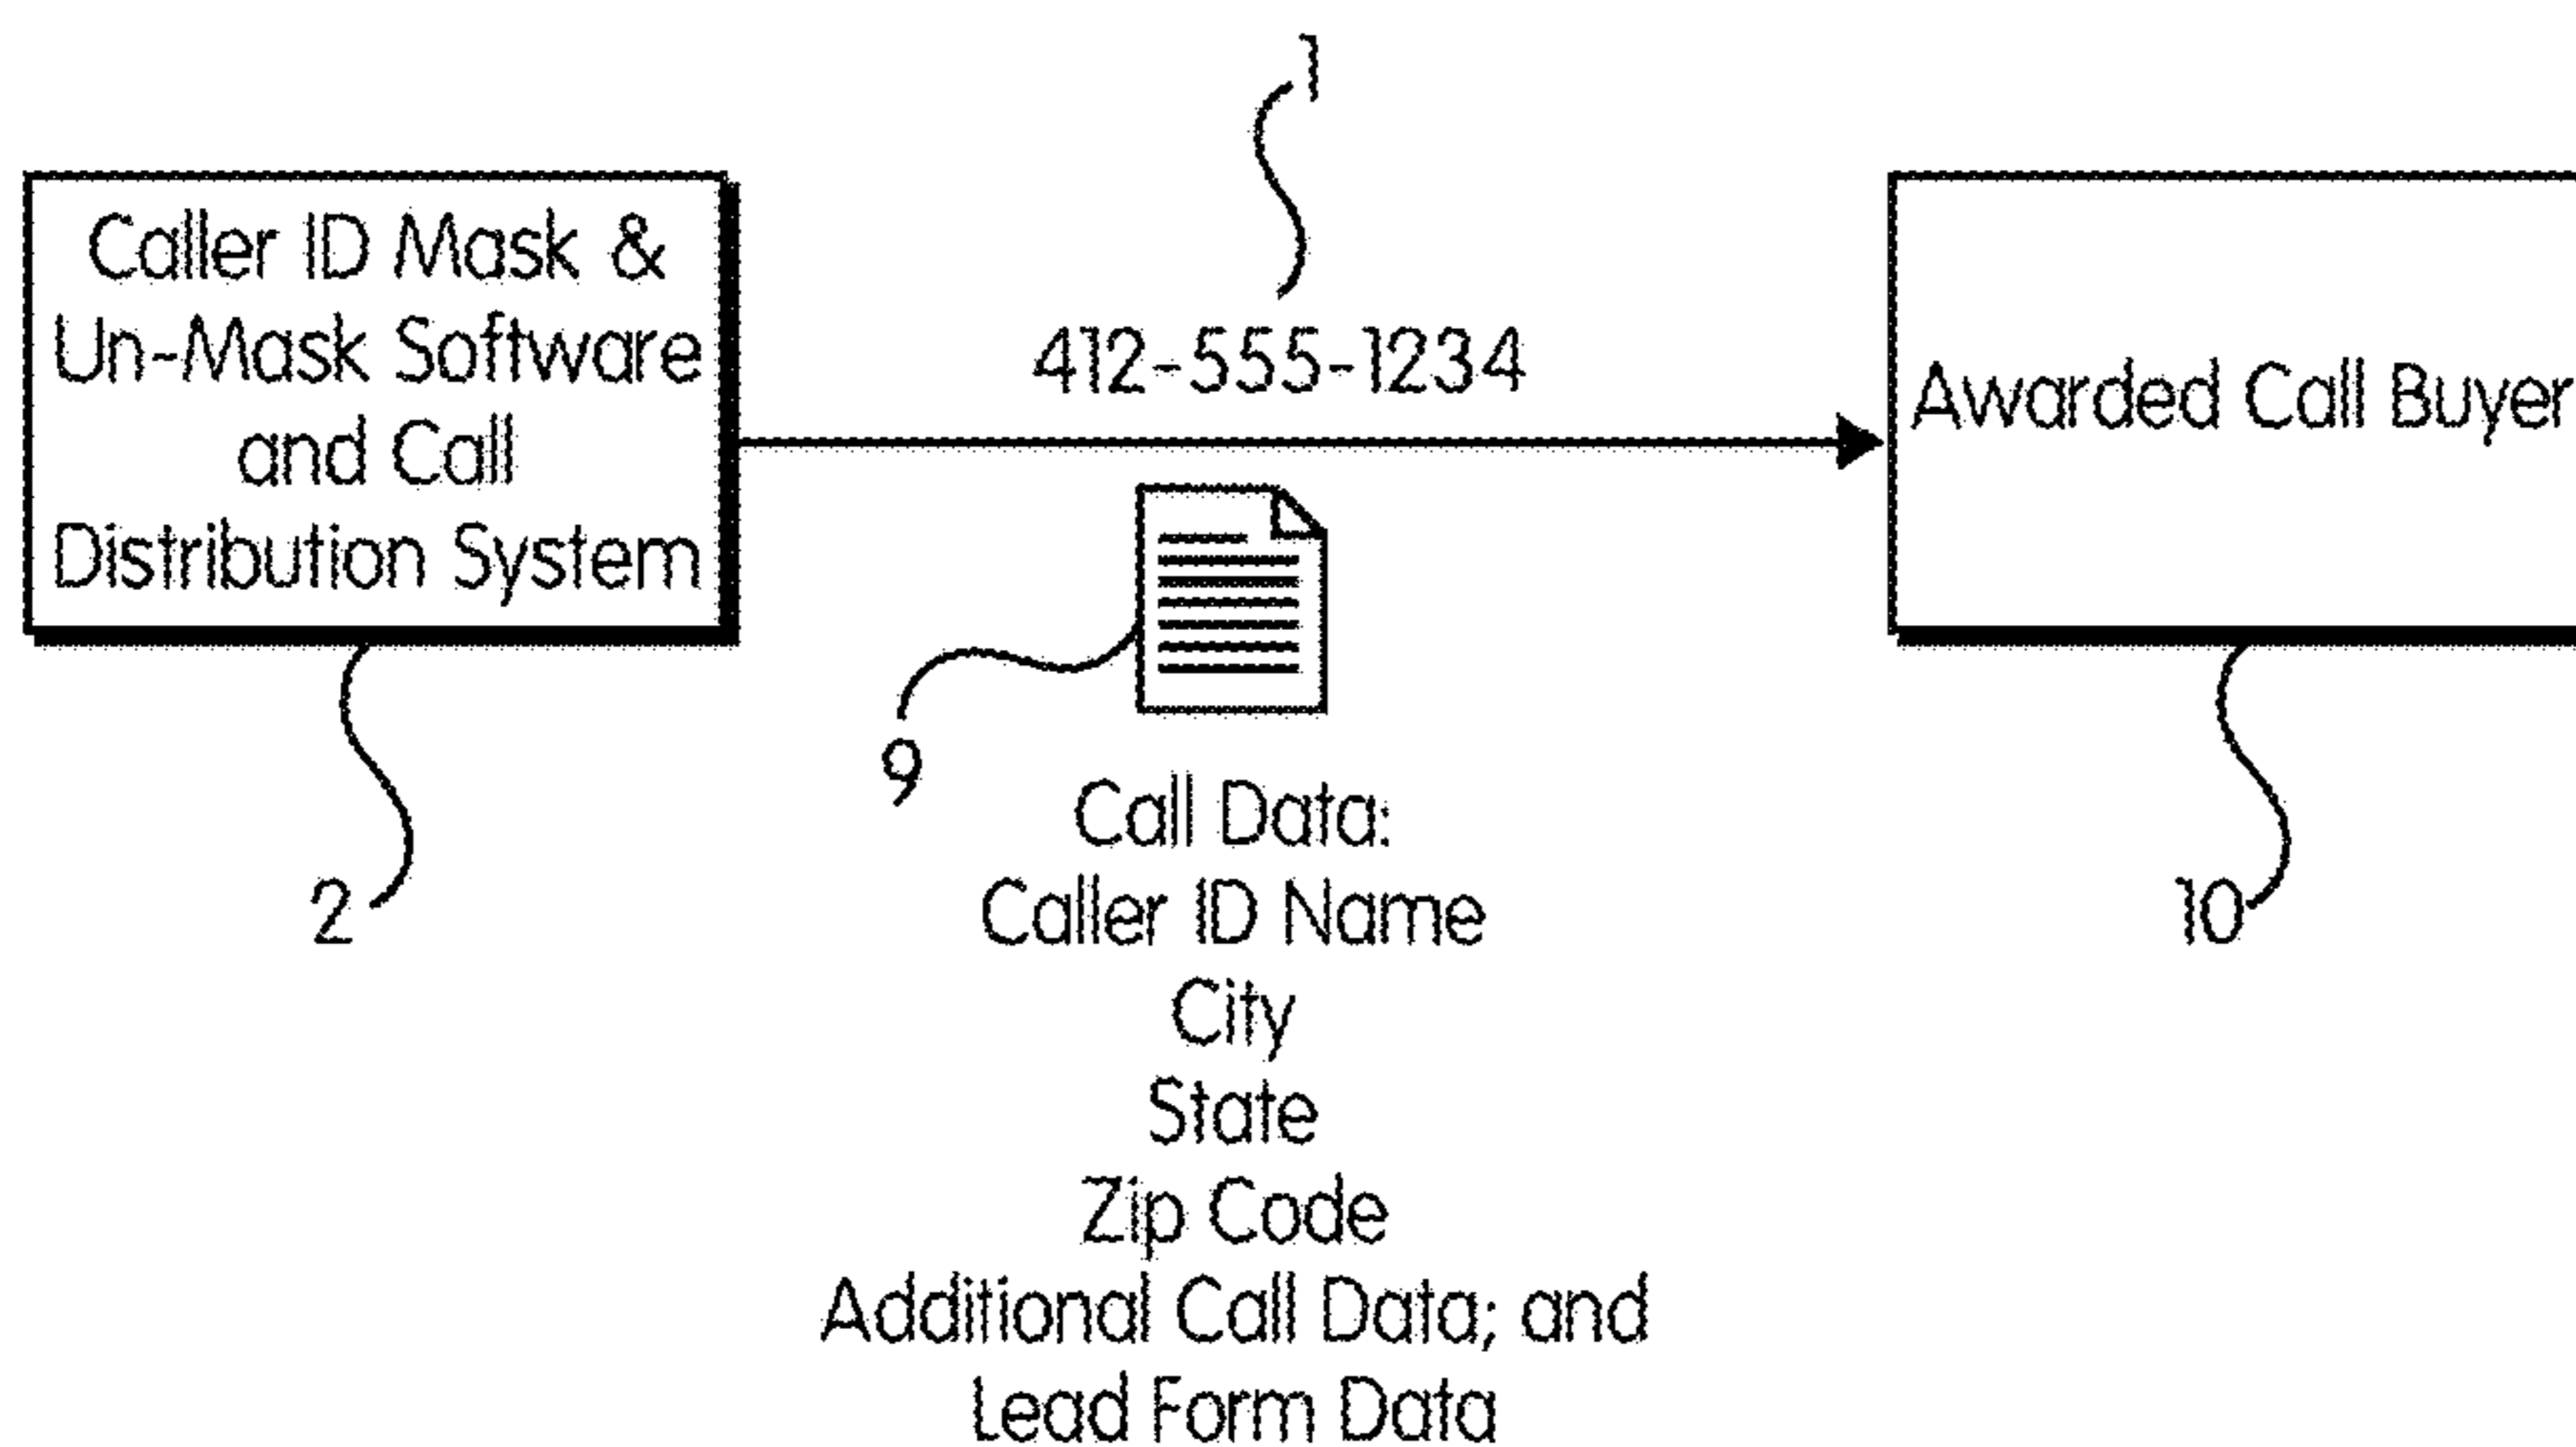 1
Caller ID Mask &
Un-Mask Software
and Call
Distribution System
412-555-1234
Awarded Call Buyer
9
2
10
Call Data:
Caller ID Name
City
State
Zip Code
Additional Call Data; and
Lead Form Data